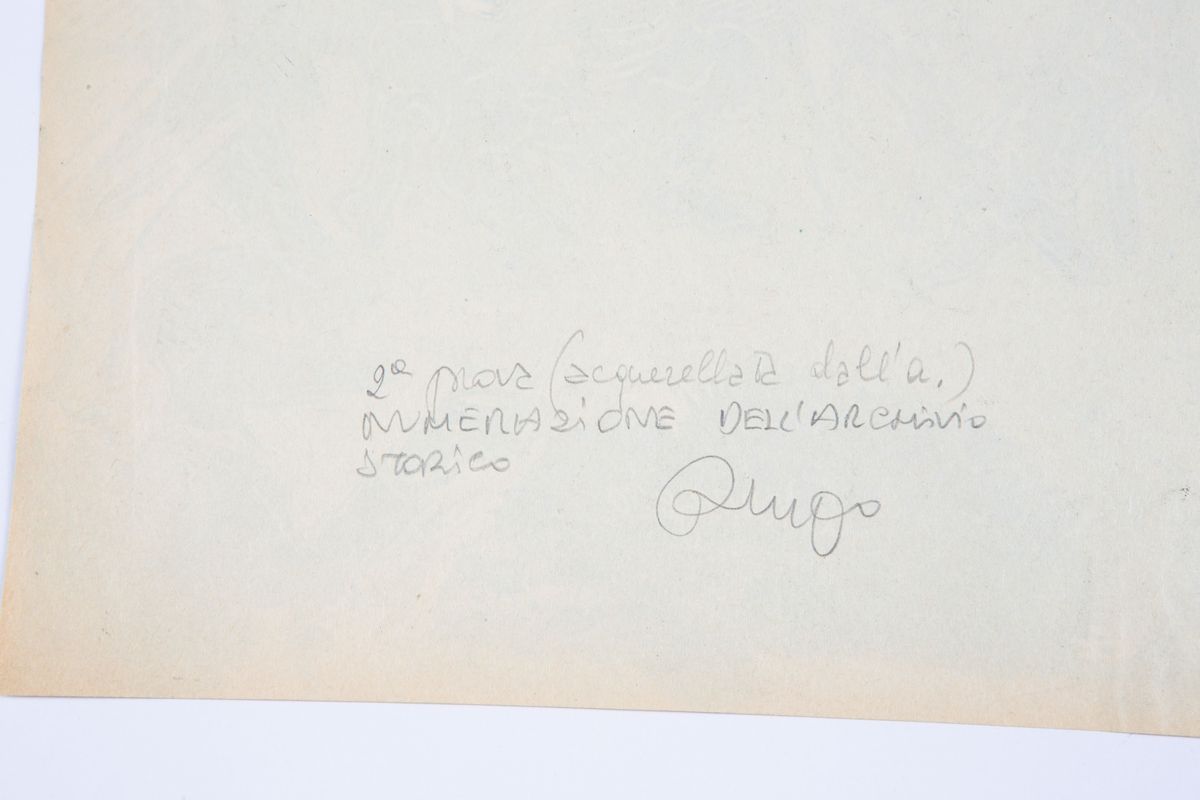 2ª prova (acquerellata dall'a.)
NUMERAZIONE DELL'ARCHIVIO
STORICO